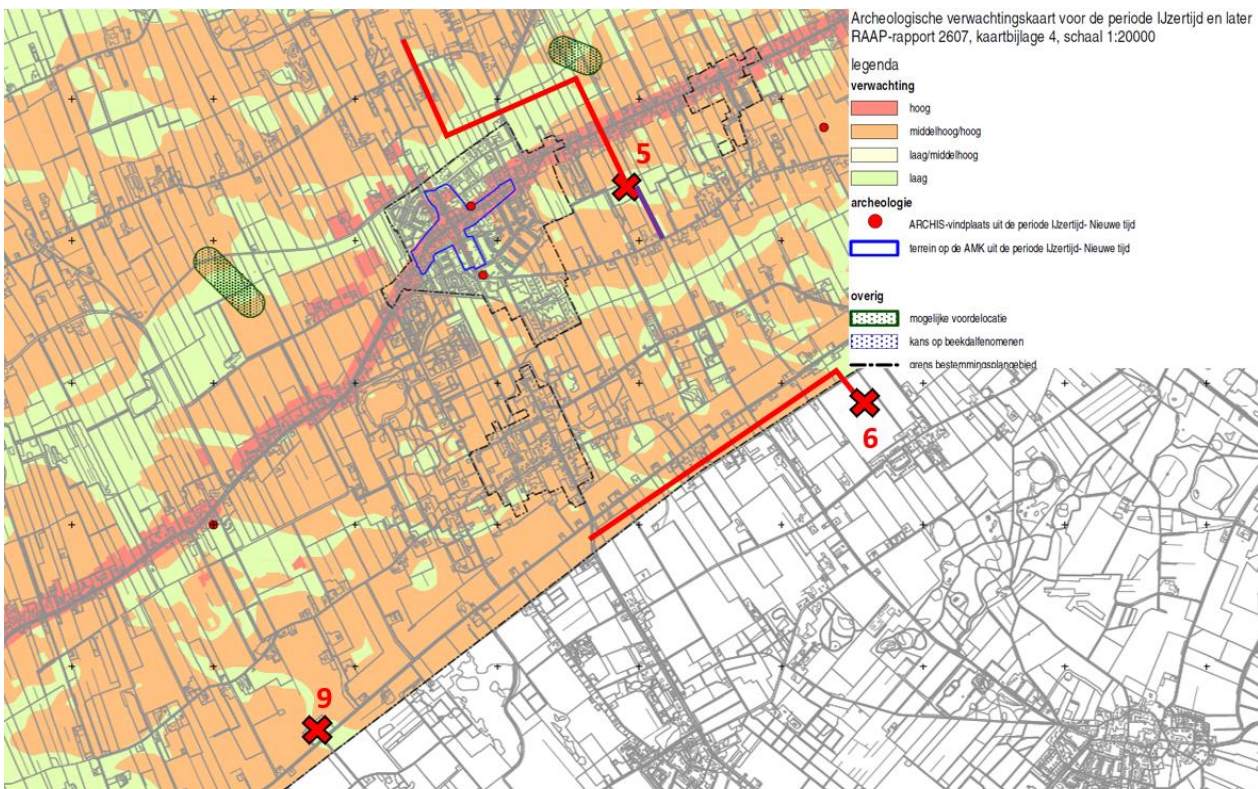 Archeologische verwachtingskaart voor de periode IJzertijd en later
RAAP-rapport 2607, kaartbijlage 4, schaal 1:20000
legenda
verwachting
hoog
middelhoog/hoog
laag/middelhoog
laag
archeologie
ARCHIS-vindplaats uit de periode IJzertijd- Nieuwe tijd
terrein op de AMK uit de periode IJzertijd- Nieuwe tijd
overig
mogelijke voordelocatie
kans op beekdalfenomenen
grens bestemmingsplangebied
5
6
9